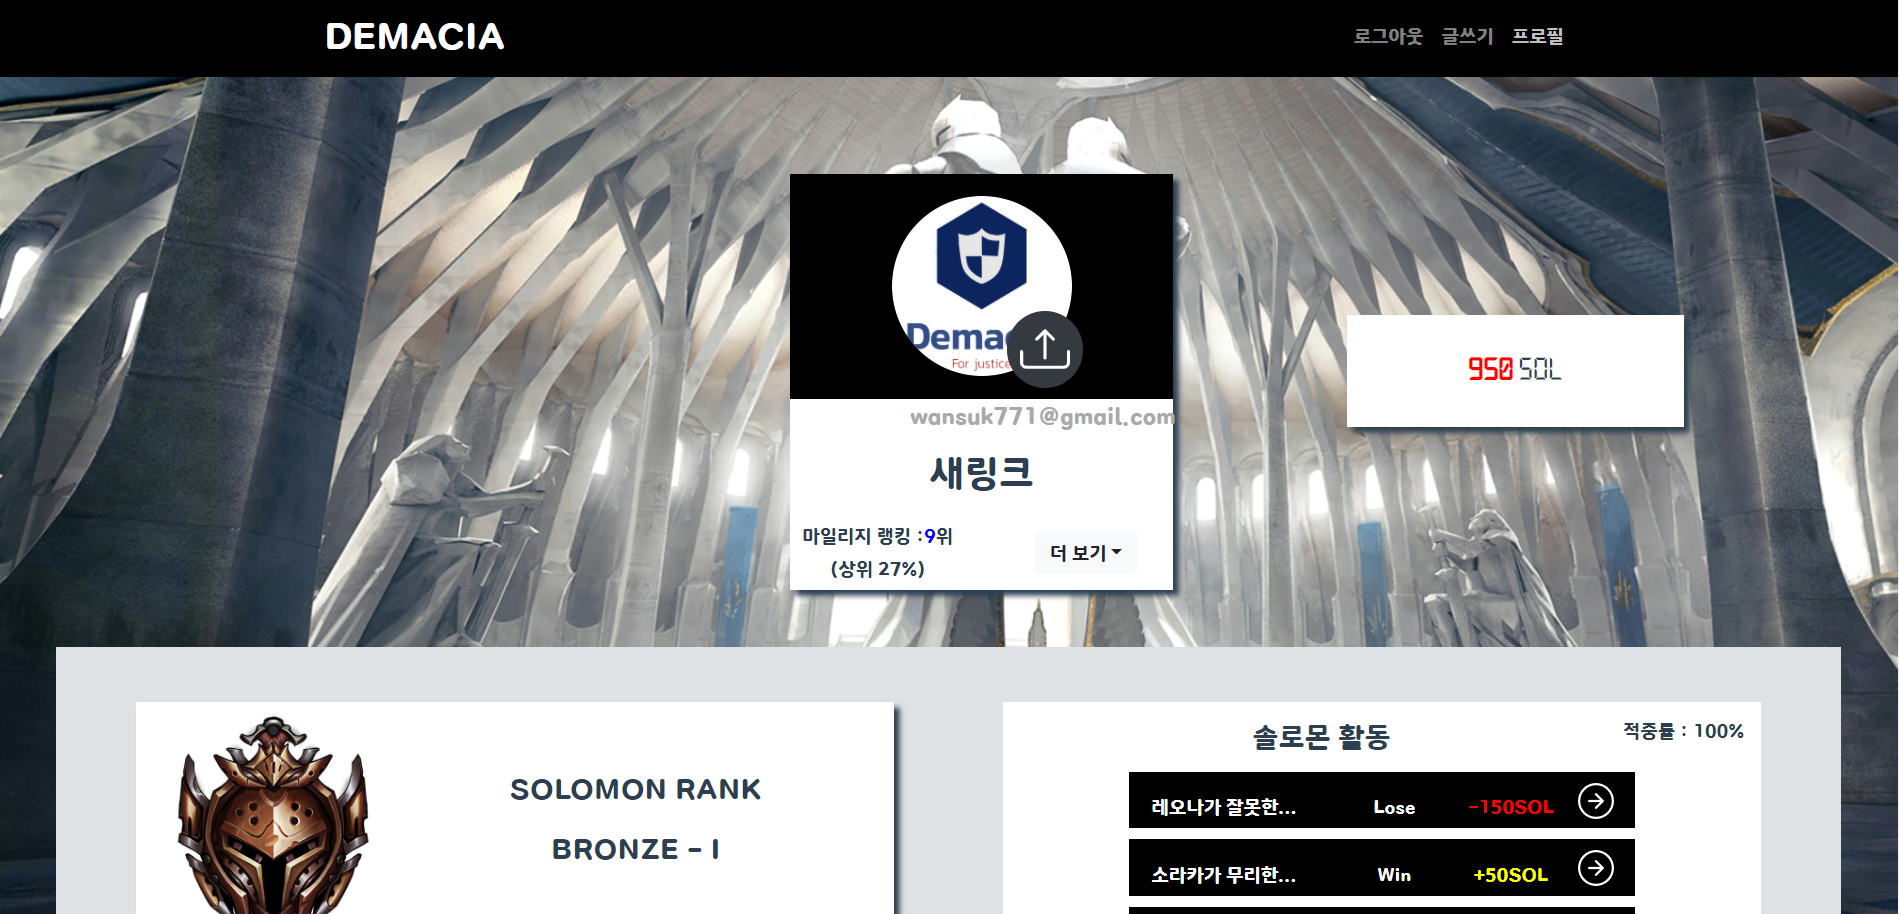 DEMACIA
로그아웃 글쓰기 프로필
Demac
For justice
wansuk771@gmail.com
새링크
마일리지 랭킹 :9위
(상위 27%)
더 보기
950 SOL
SOLOMON RANK
BRONZE - I
솔로몬 활동
적중률 : 100%
레오나가 잘못한... Lose -150SOL
소라카가 무리한... Win +50SOL